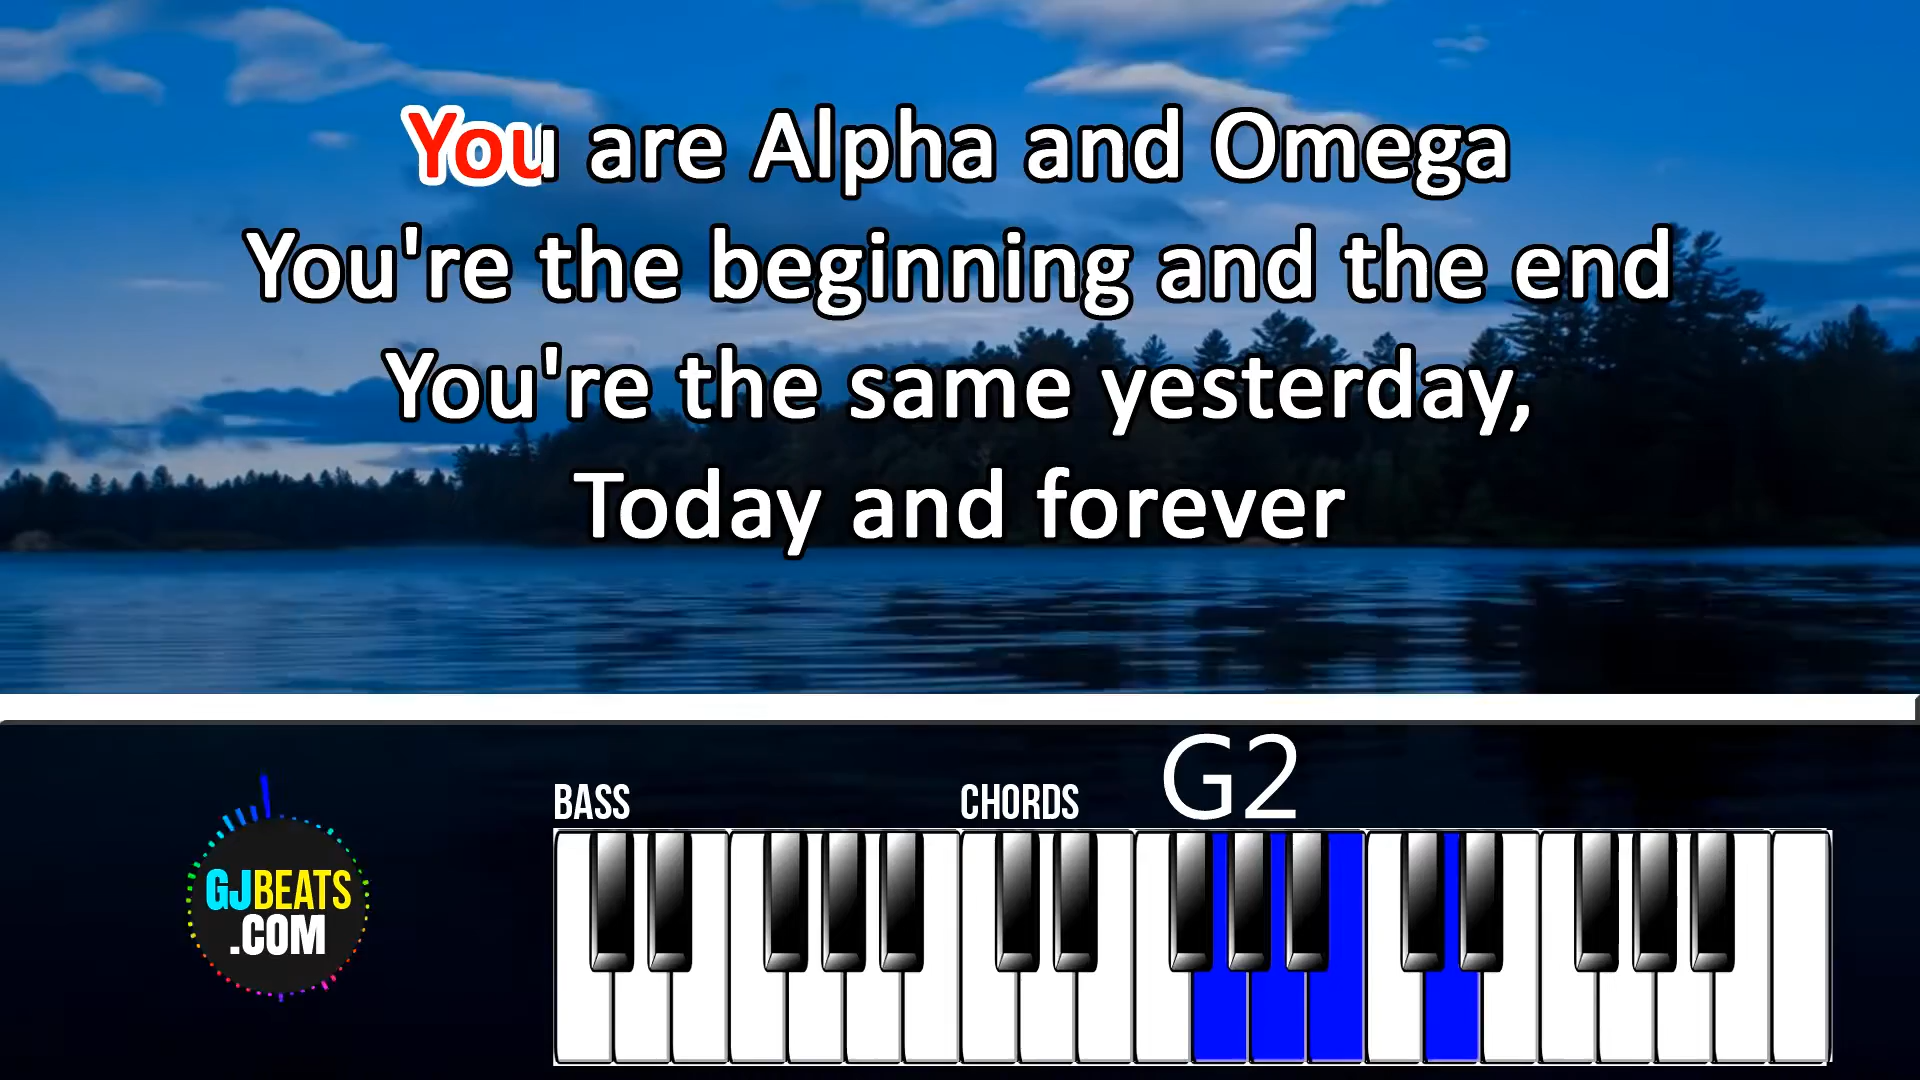 You are Alpha and Omega
You're the beginning and the end
You're the same yesterday,
Today and forever
G2
BASS
CHORDS
GJBEATS
.COM